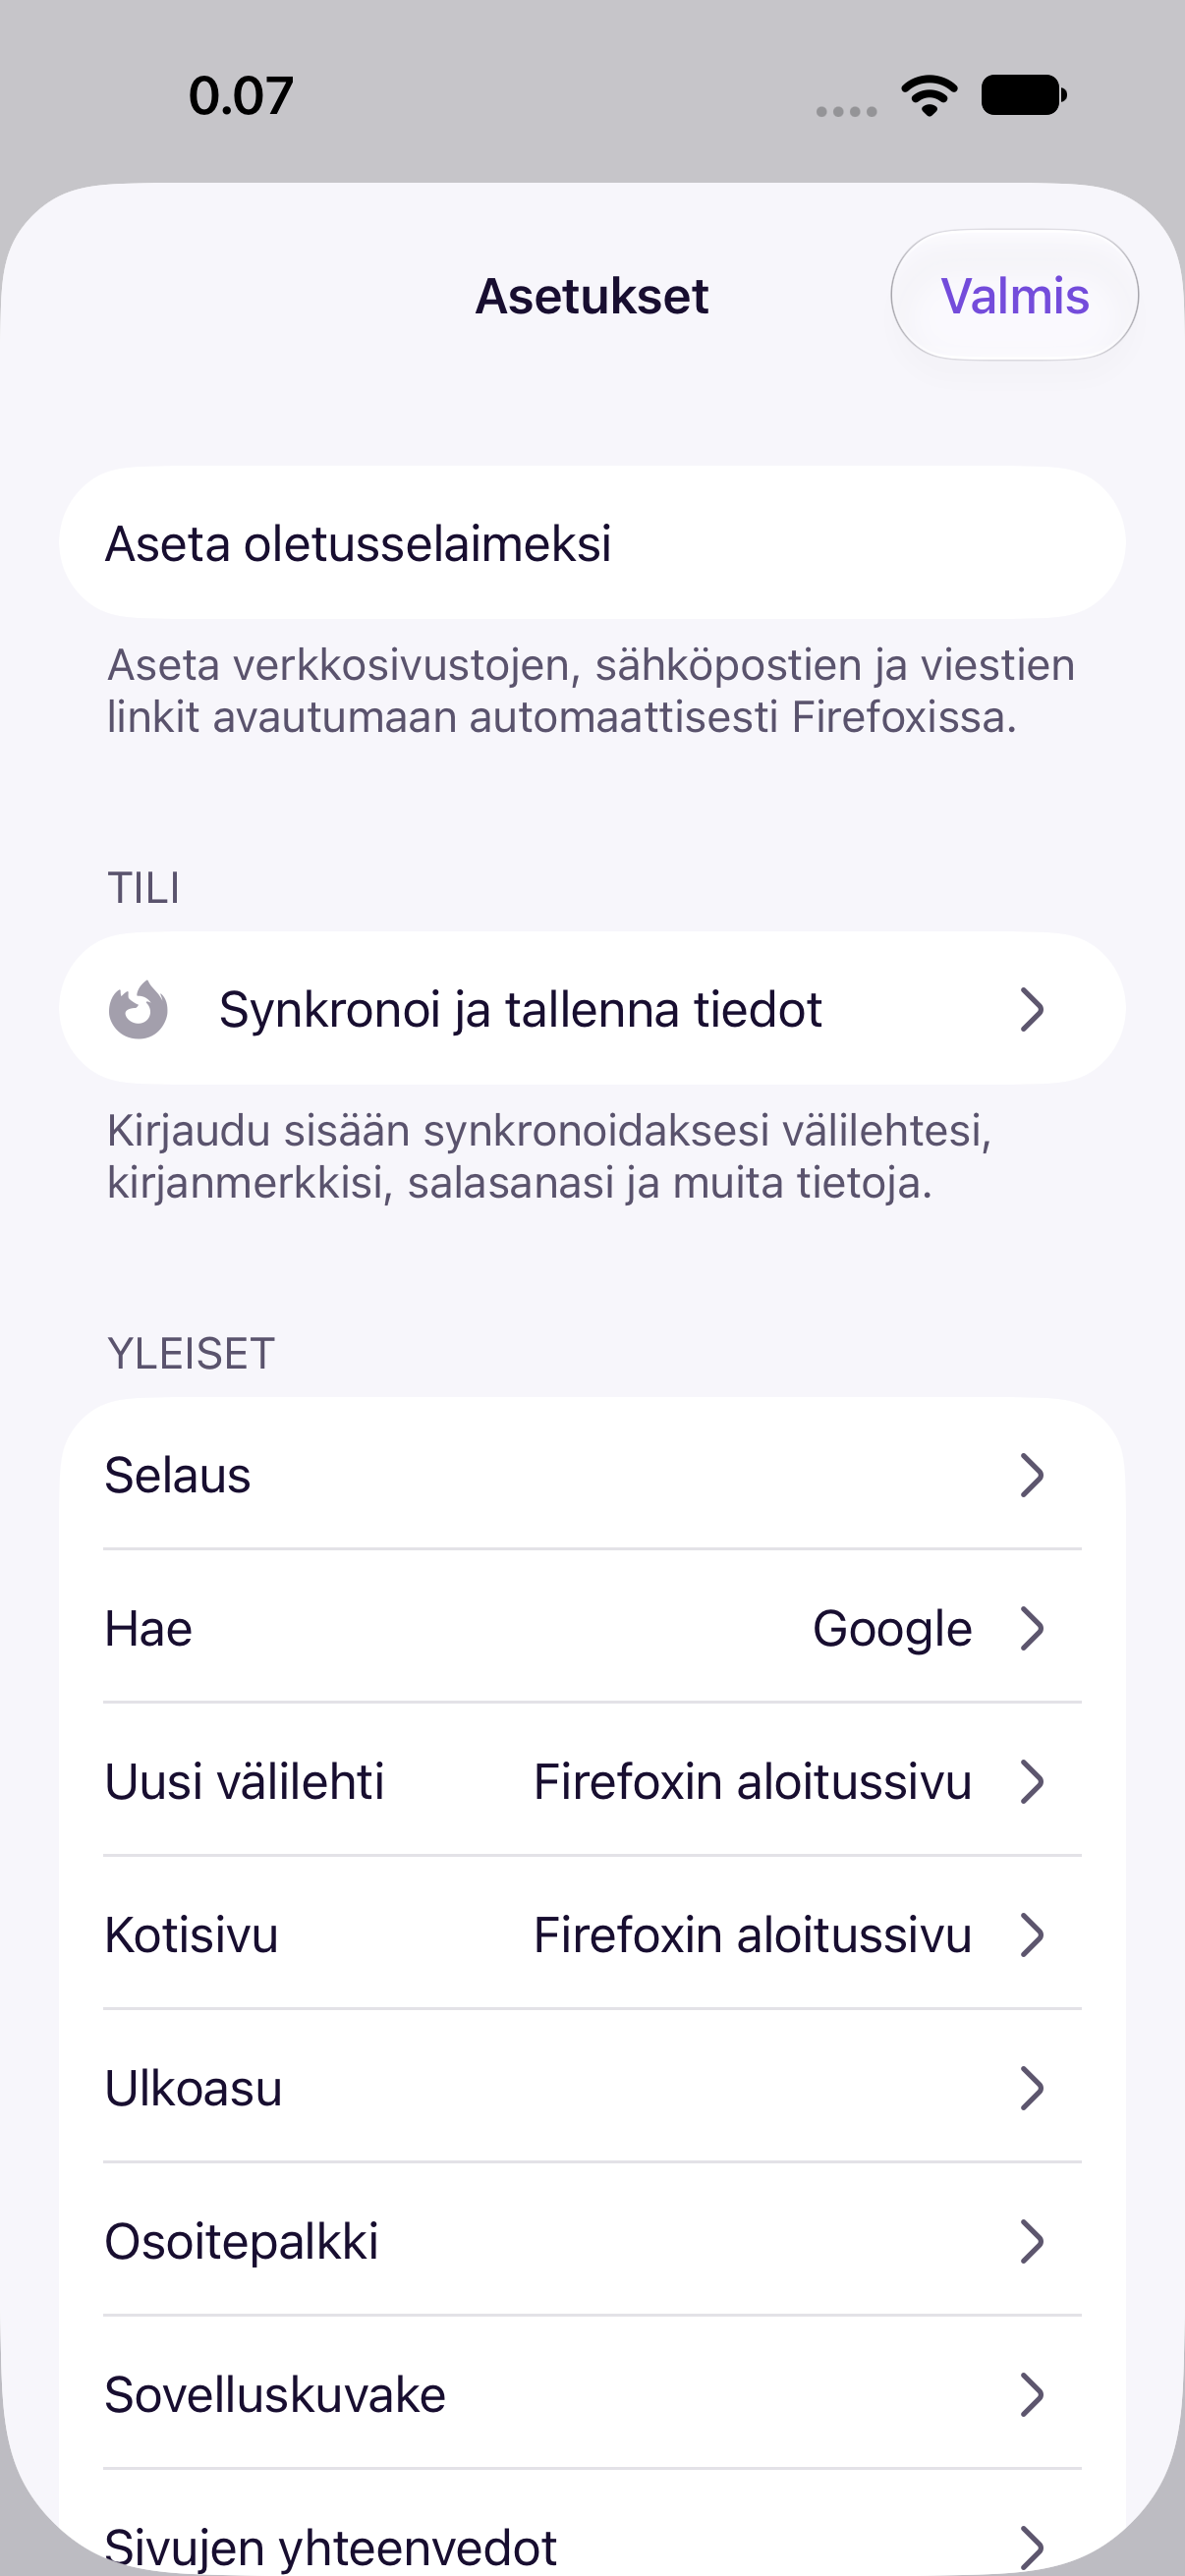 0.07
Asetukset
Valmis
Aseta oletusselaimeksi
Aseta verkkosivustojen, sähköpostien ja viestien
linkit avautumaan automaattisesti Firefoxissa.
TILI
Synkronoi ja tallenna tiedot
Kirjaudu sisään synkronoidaksesi välilehtesi,
kirjanmerkkisi, salasanasi ja muita tietoja.
YLEISET
Selaus
Hae Google
Uusi välilehti Firefoxin aloitussivu
Kotisivu Firefoxin aloitussivu
Ulkoasu
Osoitepalkki
Sovelluskuvake
Sivujen yhteenvedot